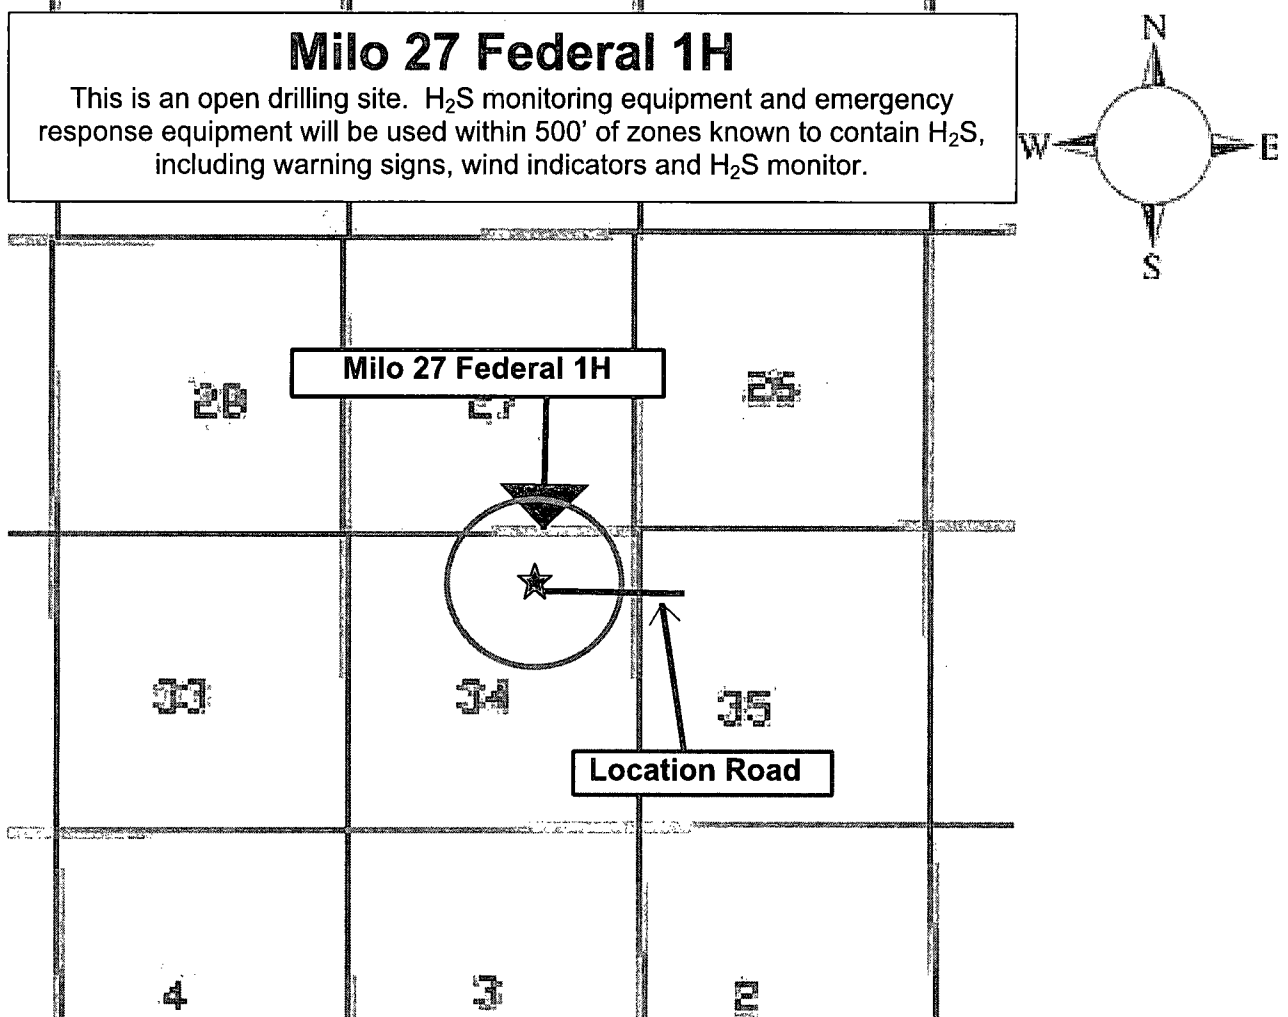 Milo 27 Federal 1H
This is an open drilling site. H₂S monitoring equipment and emergency
response equipment will be used within 500' of zones known to contain H₂S,
including warning signs, wind indicators and H₂S monitor.
N
W
E
S
Milo 27 Federal 1H
28
27
25
33
34
35
Location Road
4
3
2